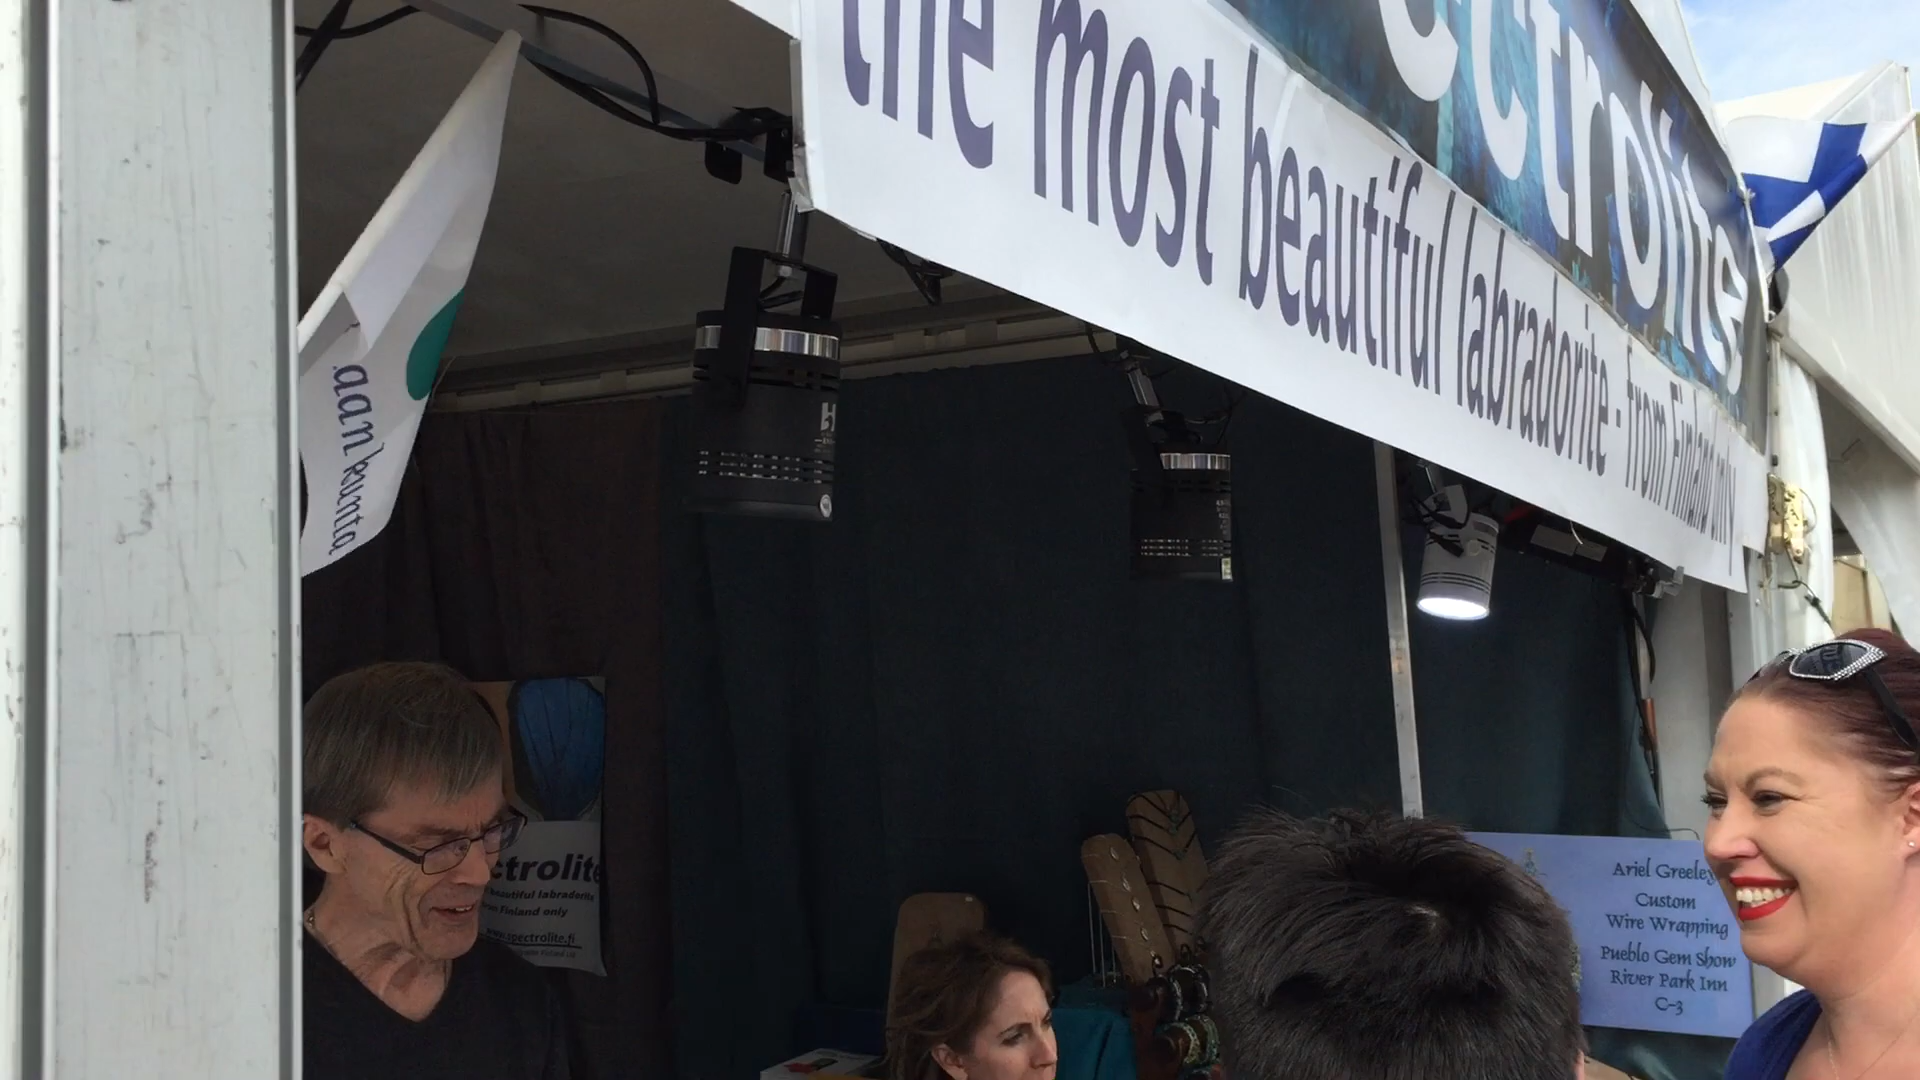 ectrolite
the most beautiful labradorite - from Finland only
aan kunta
ctrolite
beautiful labradorite
Finland only
www.spectrolite.fi
Ariel Greeley
Custom
Wire Wrapping
Pueblo Gem Show
River Park Inn
C-3